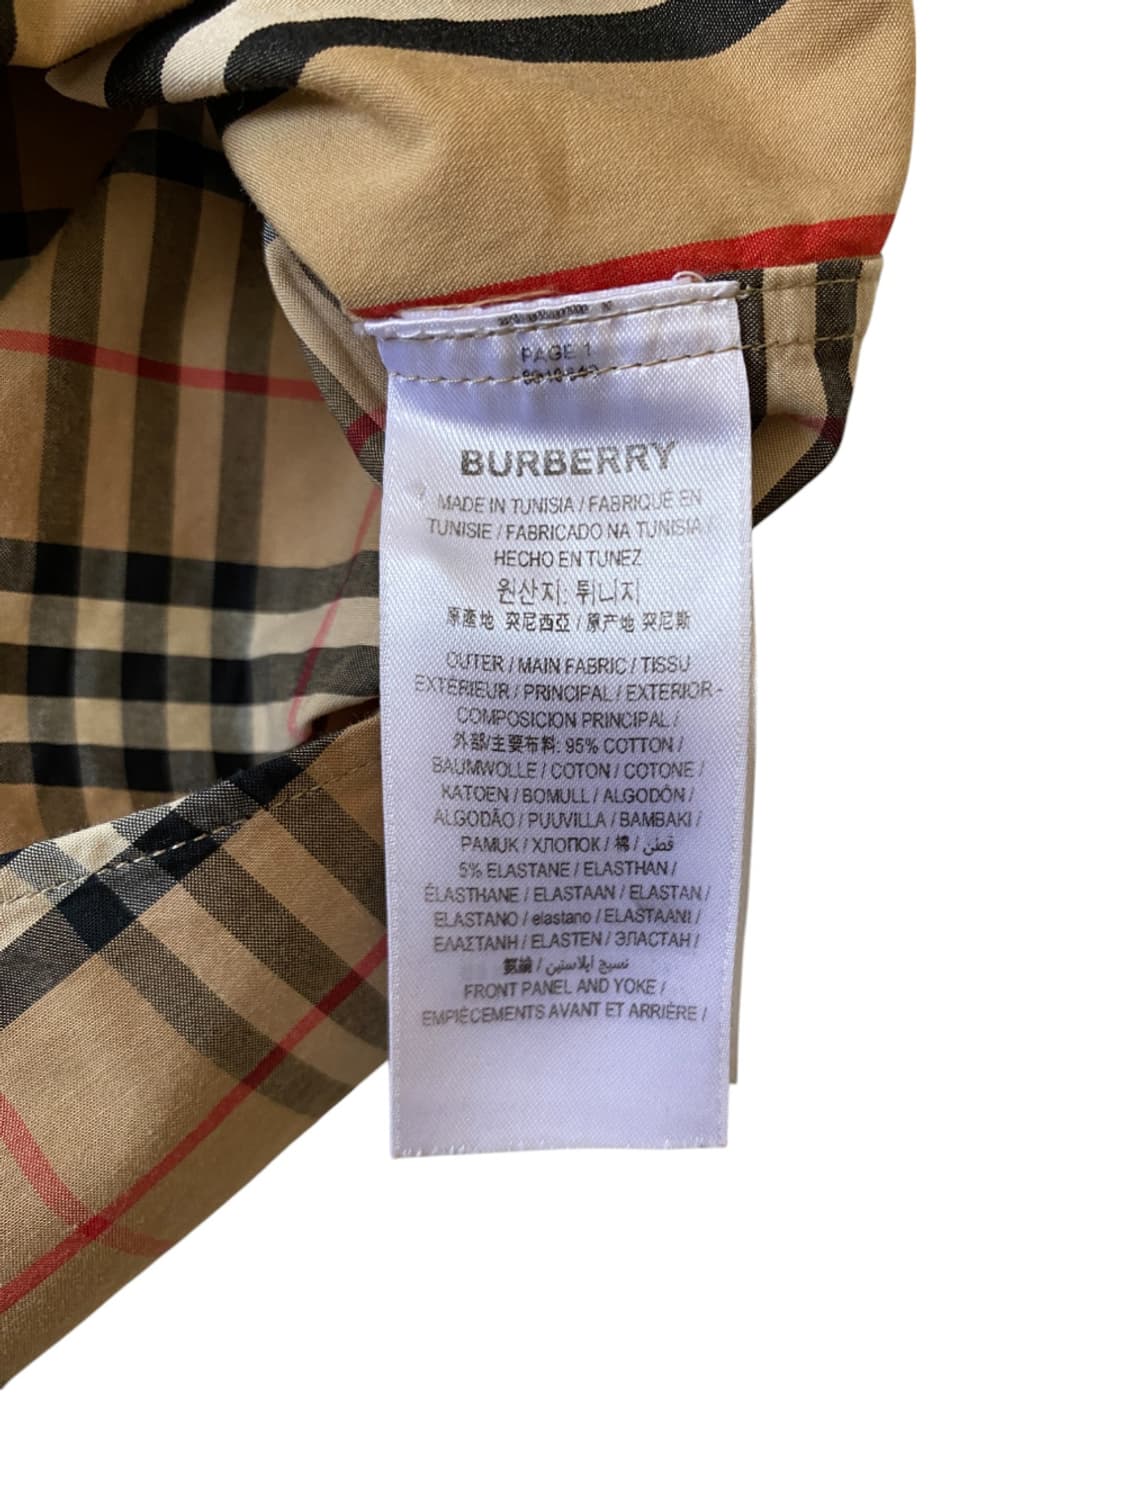 PAGE 1
BURBERRY
MADE IN TUNISIA / FABRIQUÉ EN
TUNISIE / FABRICADO NA TUNISIA /
HECHO EN TUNEZ
원산지: 튀니지
原產地 突尼西亞 / 原产地 突尼斯
OUTER / MAIN FABRIC / TISSU
EXTÉRIEUR / PRINCIPAL / EXTERIOR -
COMPOSICION PRINCIPAL /
外部/主要布料: 95% COTTON /
BAUMWOLLE / COTON / COTONE /
KATOEN / BOMULL / ALGODÓN /
ALGODÃO / PUUVILLA / BAMBAKI /
PAMUK / ХЛОПОК / 棉 / قطن /
5% ELASTANE / ELASTHAN /
ÉLASTHANE / ELASTAAN / ELASTAN /
ELASTANO / elastano / ELASTAANI /
ΕΛΑΣΤΑΝΗ / ELASTEN / ЭЛАСТАН /
氨綸 / نسيج ايلاستين
FRONT PANEL AND YOKE /
EMPIÈCEMENTS AVANT ET ARRIÈRE /